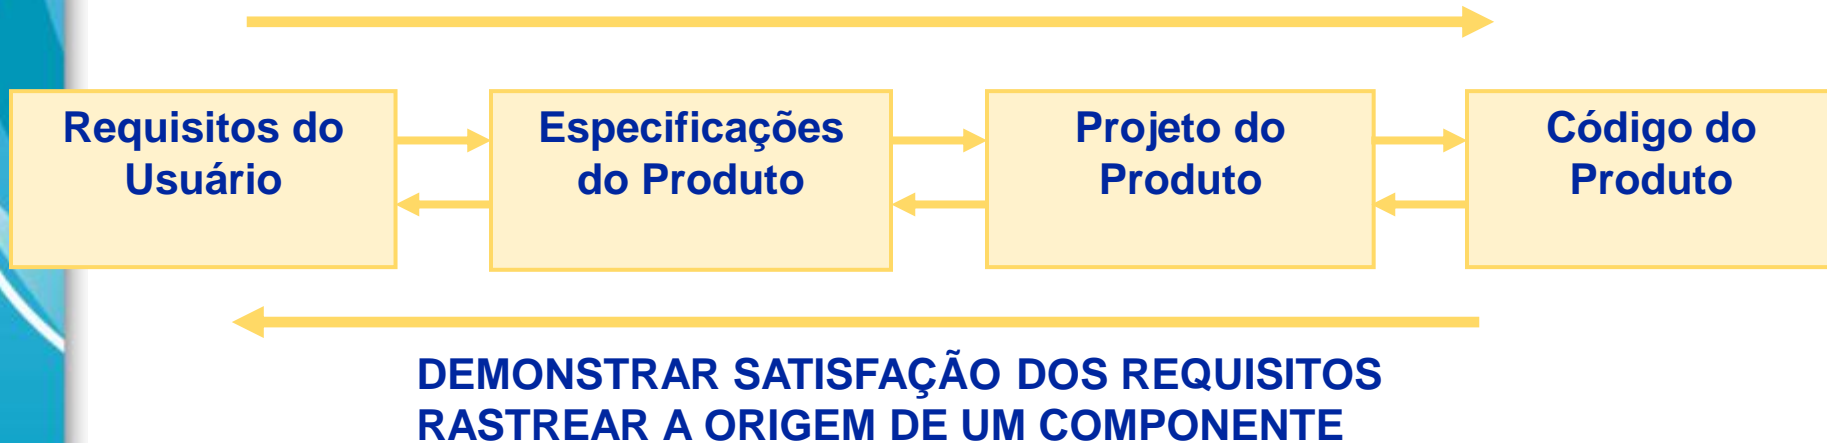 Requisitos do
Usuário
Especificações
do Produto
Projeto do
Produto
Código do
Produto
DEMONSTRAR SATISFAÇÃO DOS REQUISITOS
RASTREAR A ORIGEM DE UM COMPONENTE